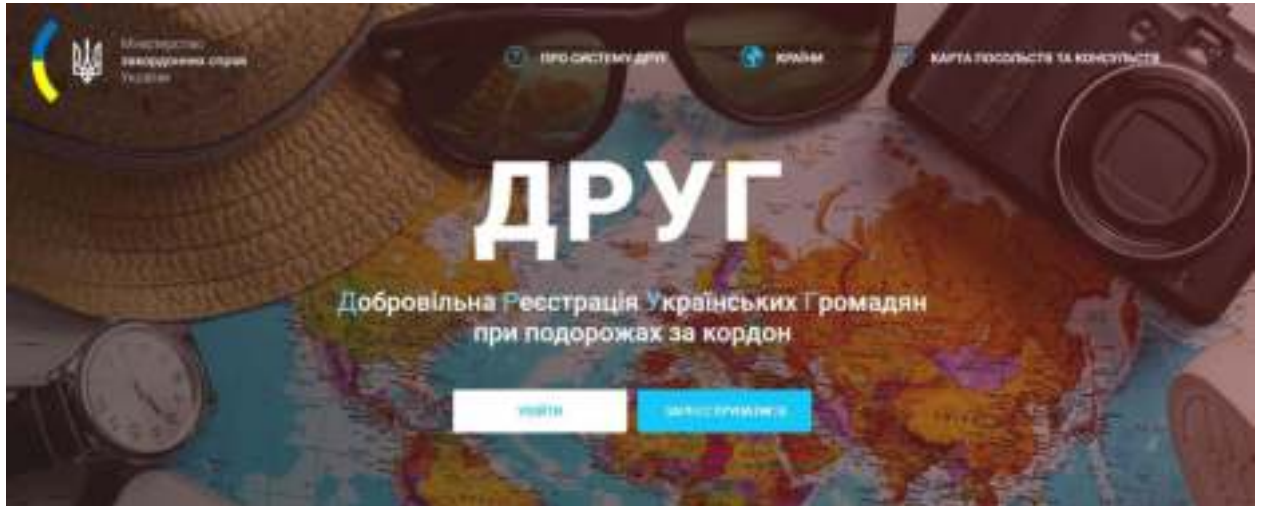 Міністерство
закордонних справ
України
ПРО СИСТЕМУ ДРУГ
КРАЇНИ
КАРТА ПОСОЛЬСТВ ТА КОНСУЛЬСТВ
ДРУГ
Добровільна Реєстрація Українських Громадян
при подорожах за кордон
УВІЙТИ
ЗАРЕЄСТРУВАТИСЯ